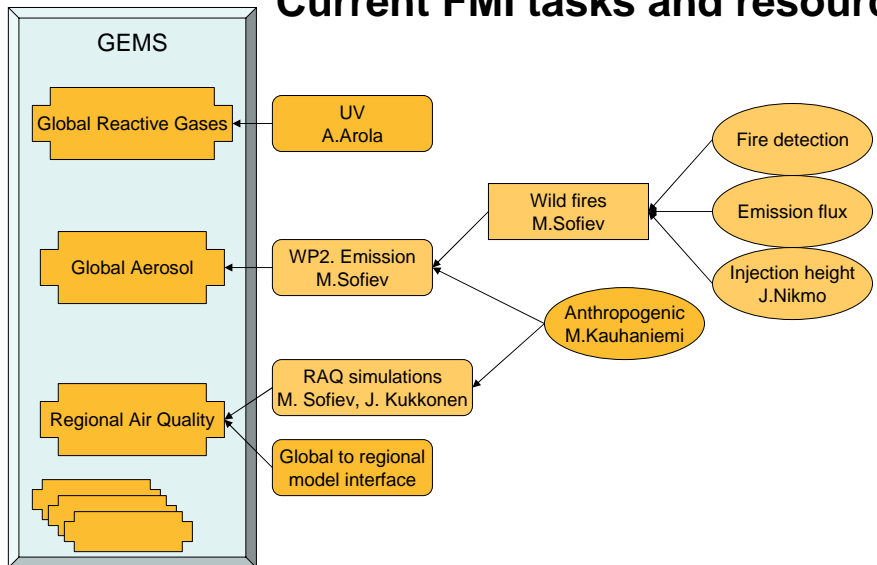 Current FMI tasks and resourc
GEMS
Global Reactive Gases
UV
A.Arola
Fire detection
Wild fires
M.Sofiev
Emission flux
Global Aerosol
WP2. Emission
M.Sofiev
Injection height
J.Nikmo
Anthropogenic
M.Kauhaniemi
RAQ simulations
M. Sofiev, J. Kukkonen
Regional Air Quality
Global to regional
model interface